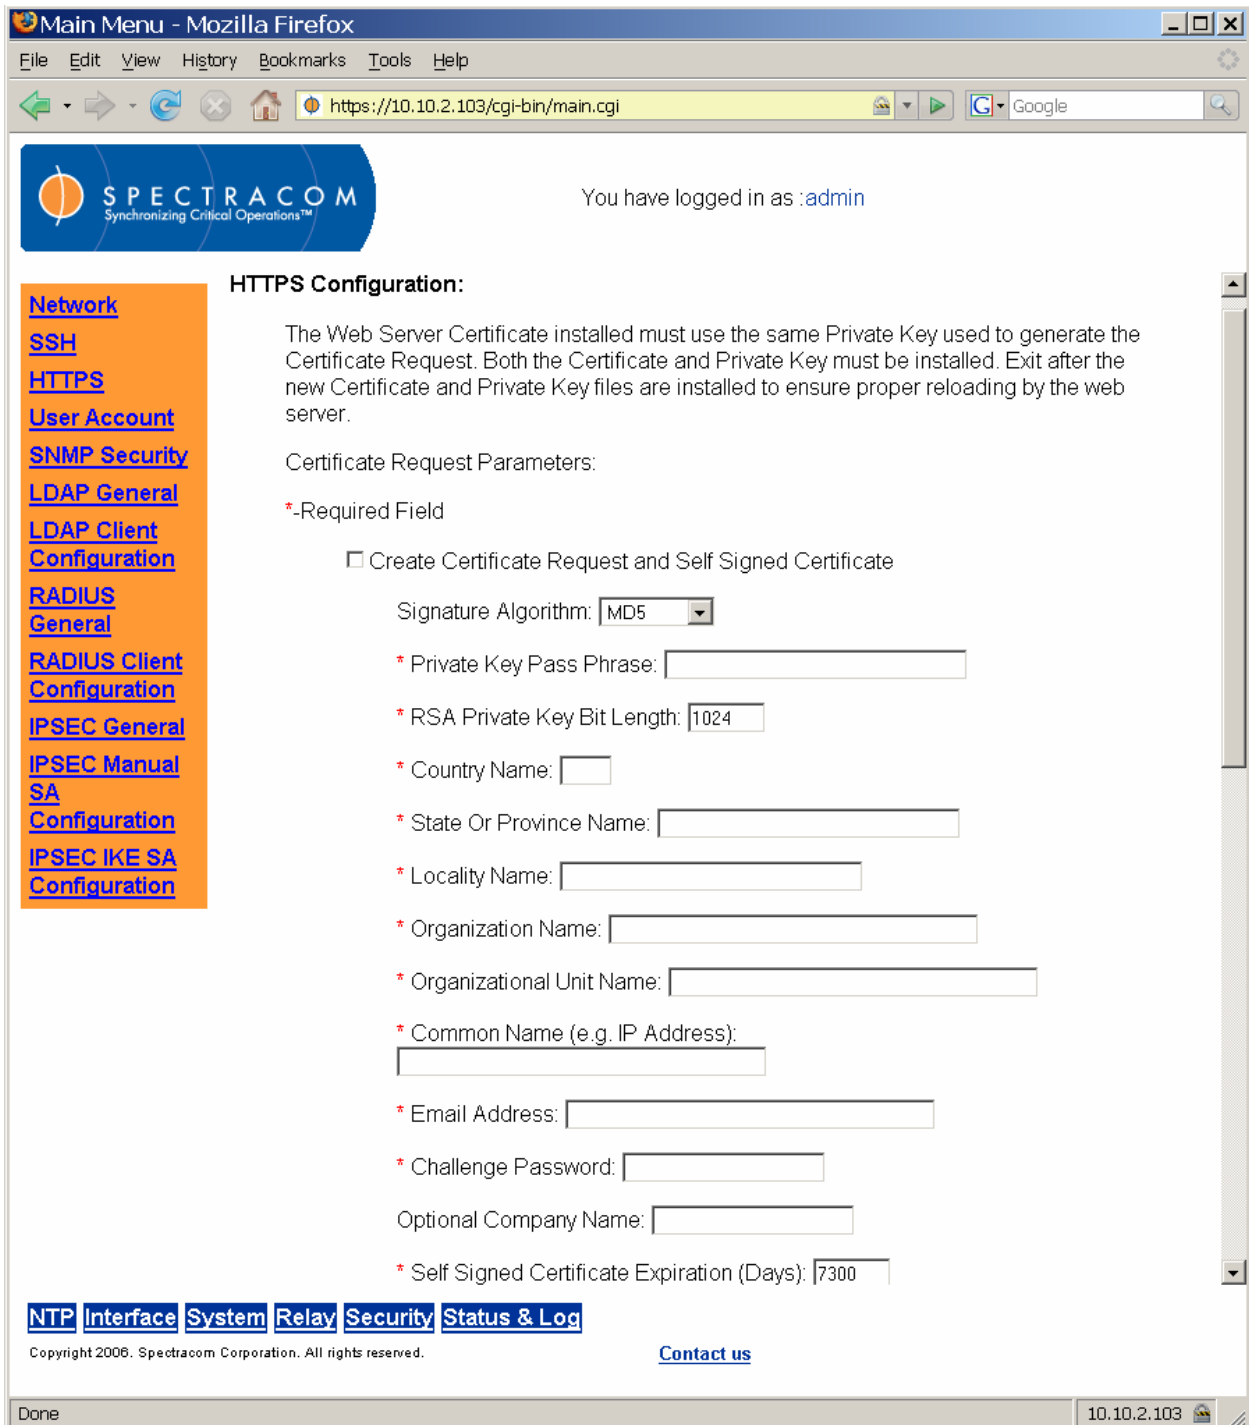 Main Menu - Mozilla Firefox
File Edit View History Bookmarks Tools Help
https://10.10.2.103/cgi-bin/main.cgi
G Google
SPECTRACOM
Synchronizing Critical Operations™
You have logged in as :admin
Network
SSH
HTTPS
User Account
SNMP Security
LDAP General
LDAP Client
Configuration
RADIUS
General
RADIUS Client
Configuration
IPSEC General
IPSEC Manual
SA
Configuration
IPSEC IKE SA
Configuration
HTTPS Configuration:
The Web Server Certificate installed must use the same Private Key used to generate the
Certificate Request. Both the Certificate and Private Key must be installed. Exit after the
new Certificate and Private Key files are installed to ensure proper reloading by the web
server.
Certificate Request Parameters:
*-Required Field
Create Certificate Request and Self Signed Certificate
Signature Algorithm: MD5
* Private Key Pass Phrase:
* RSA Private Key Bit Length: 1024
* Country Name:
* State Or Province Name:
* Locality Name:
* Organization Name:
* Organizational Unit Name:
* Common Name (e.g. IP Address):
* Email Address:
* Challenge Password:
Optional Company Name:
* Self Signed Certificate Expiration (Days): 7300
NTP Interface System Relay Security Status & Log
Copyright 2006. Spectracom Corporation. All rights reserved.
Contact us
Done
10.10.2.103